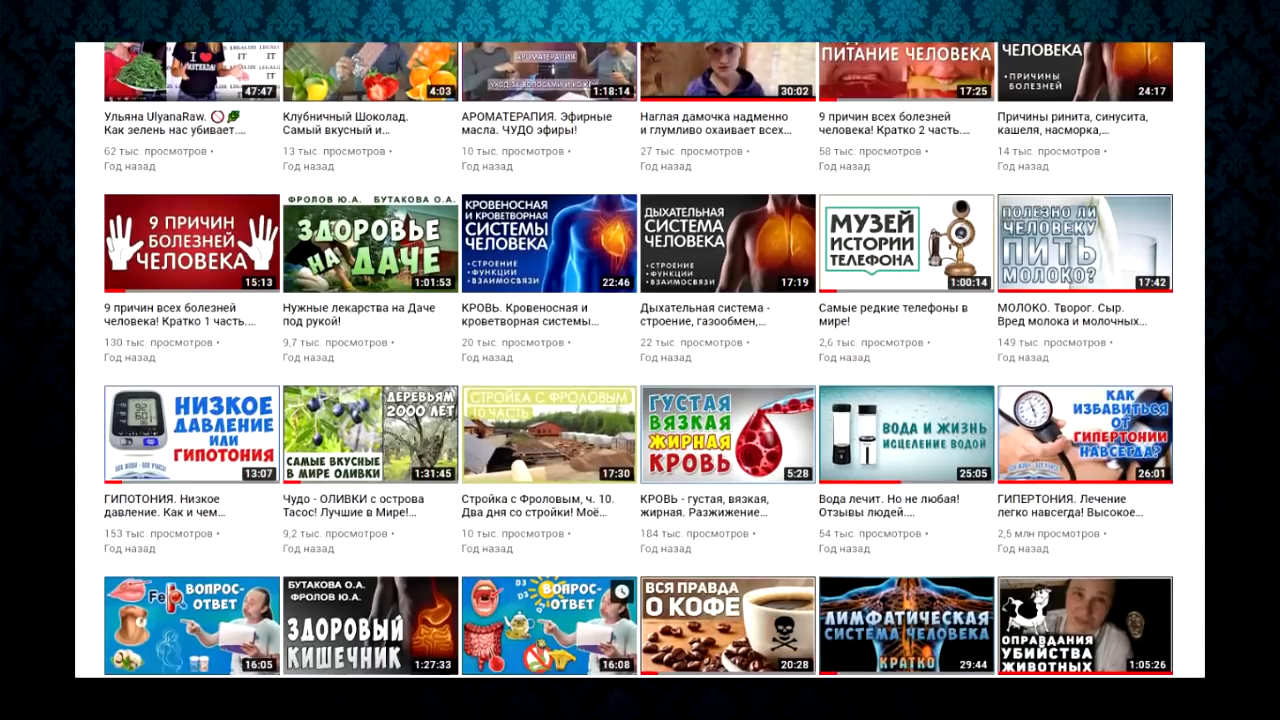 I ❤ AMSTERDAM
LEGALIZE IT
47:47
4:03
АРОМАТЕРАПИЯ
УХОД ЗА ВОЛОСАМИ И КОЖЕЙ
1:18:14
30:02
ПИТАНИЕ ЧЕЛОВЕКА
17:25
ЧЕЛОВЕКА
•ПРИЧИНЫ
БОЛЕЗНЕЙ
24:17
Ульяна UlyanaRaw.
Как зелень нас убивает....
62 тыс. просмотров •
Год назад
Клубничный Шоколад.
Самый вкусный и...
13 тыс. просмотров •
Год назад
АРОМАТЕРАПИЯ. Эфирные
масла. ЧУДО эфиры!
10 тыс. просмотров •
Год назад
Наглая дамочка надменно
и глумливо охаивает всех...
27 тыс. просмотров •
Год назад
9 причин всех болезней
человека! Кратко 2 часть....
58 тыс. просмотров •
Год назад
Причины ринита, синусита,
кашеля, насморка,...
14 тыс. просмотров •
Год назад
9 ПРИЧИН
БОЛЕЗНЕЙ
ЧЕЛОВЕКА
15:13
ФРОЛОВ Ю.А. БУТАКОВА О.А.
ЗДОРОВЬЕ
НА ДАЧЕ
1:01:53
КРОВЕНОСНАЯ
И КРОВЕТВОРНАЯ
СИСТЕМЫ
ЧЕЛОВЕКА
•СТРОЕНИЕ
•ФУНКЦИИ
•ВЗАИМОСВЯЗИ
22:46
ДЫХАТЕЛЬНАЯ
СИСТЕМА
ЧЕЛОВЕКА
•СТРОЕНИЕ
•ФУНКЦИИ
•ВЗАИМОСВЯЗИ
17:19
МУЗЕЙ
ИСТОРИИ
ТЕЛЕФОНА
1:00:14
ПОЛЕЗНО ЛИ
ЧЕЛОВЕКУ
ПИТЬ
МОЛОКО?
17:42
9 причин всех болезней
человека! Кратко 1 часть....
130 тыс. просмотров •
Год назад
Нужные лекарства на Даче
под рукой!
9,7 тыс. просмотров •
Год назад
КРОВЬ. Кровеносная и
кроветворная системы...
20 тыс. просмотров •
Год назад
Дыхательная система -
строение, газообмен,...
22 тыс. просмотров •
Год назад
Самые редкие телефоны в
мире!
2,6 тыс. просмотров •
Год назад
МОЛОКО. Творог. Сыр.
Вред молока и молочных...
149 тыс. просмотров •
Год назад
НИЗКОЕ
ДАВЛЕНИЕ
ИЛИ
ГИПОТОНИЯ
ВЕК ЖИВИ - ВЕК УЧИСЬ!
13:07
ДЕРЕВЬЯМ
2000 ЛЕТ
САМЫЕ ВКУСНЫЕ
В МИРЕ ОЛИВКИ
1:31:45
СТРОЙКА С ФРОЛОВЫМ
10 ЧАСТЬ
17:30
ГУСТАЯ
ВЯЗКАЯ
ЖИРНАЯ
КРОВЬ
5:28
ВОДА И ЖИЗНЬ
ИСЦЕЛЕНИЕ ВОДОЙ
25:05
КАК
ИЗБАВИТЬСЯ
ОТ
ГИПЕРТОНИИ
НАВСЕГДА?
26:01
ГИПОТОНИЯ. Низкое
давление. Как и чем...
153 тыс. просмотров •
Год назад
Чудо - ОЛИВКИ с острова
Тасос! Лучшие в Мире!...
9,2 тыс. просмотров •
Год назад
Стройка с Фроловым, ч. 10.
Два дня со стройки! Моё...
10 тыс. просмотров •
Год назад
КРОВЬ - густая, вязкая,
жирная. Разжижение...
184 тыс. просмотров •
Год назад
Вода лечит. Но не любая!
Отзывы людей....
54 тыс. просмотров •
Год назад
ГИПЕРТОНИЯ. Лечение
легко навсегда! Высокое...
2,5 млн просмотров •
Год назад
Fe
ВОПРОС-
ОТВЕТ
16:05
БУТАКОВА О.А.
ФРОЛОВ Ю.А.
ЗДОРОВЫЙ
КИШЕЧНИК
1:27:33
D3
D3
ВОПРОС-
ОТВЕТ
16:08
ВСЯ ПРАВДА
О КОФЕ
20:28
ЛИМФАТИЧЕСКАЯ
СИСТЕМА ЧЕЛОВЕКА
КРАТКО
29:44
ОПРАВДАНИЯ
УБИЙСТВА
ЖИВОТНЫХ
1:05:26